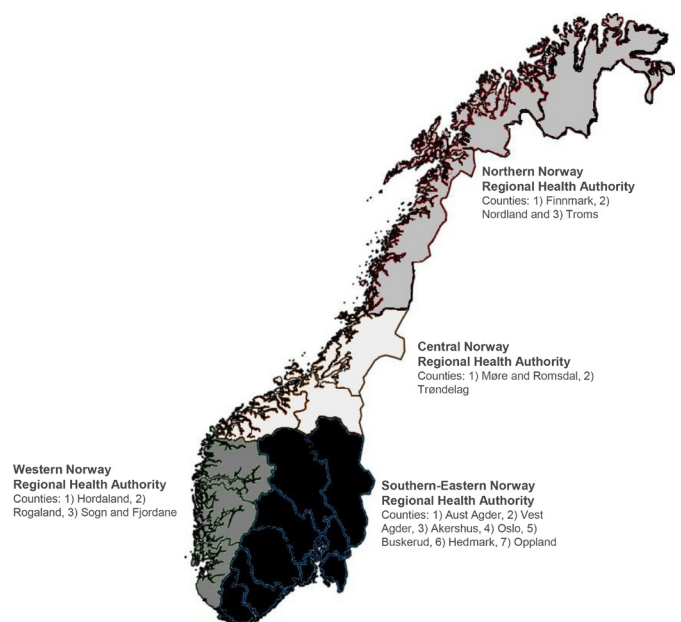 Northern Norway
Regional Health Authority
Counties: 1) Finnmark, 2)
Nordland and 3) Troms
Central Norway
Regional Health Authority
Counties: 1) Møre and Romsdal, 2)
Trøndelag
Western Norway
Regional Health Authority
Counties: 1) Hordaland, 2)
Rogaland, 3) Sogn and Fjordane
Southern-Eastern Norway
Regional Health Authority
Counties: 1) Aust Agder, 2) Vest
Agder, 3) Akershus, 4) Oslo, 5)
Buskerud, 6) Hedmark, 7) Oppland